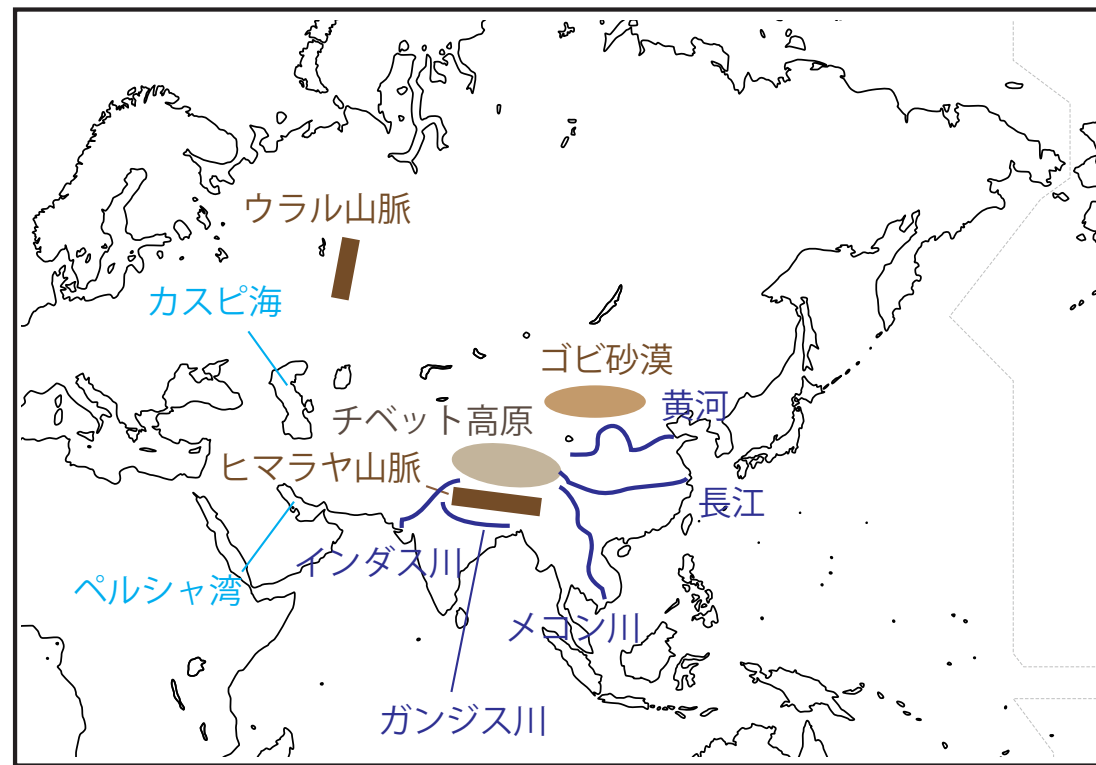 ウラル山脈
カスピ海
ゴビ砂漠
黄河
チベット高原
ヒマラヤ山脈
長江
インダス川
ペルシャ湾
メコン川
ガンジス川